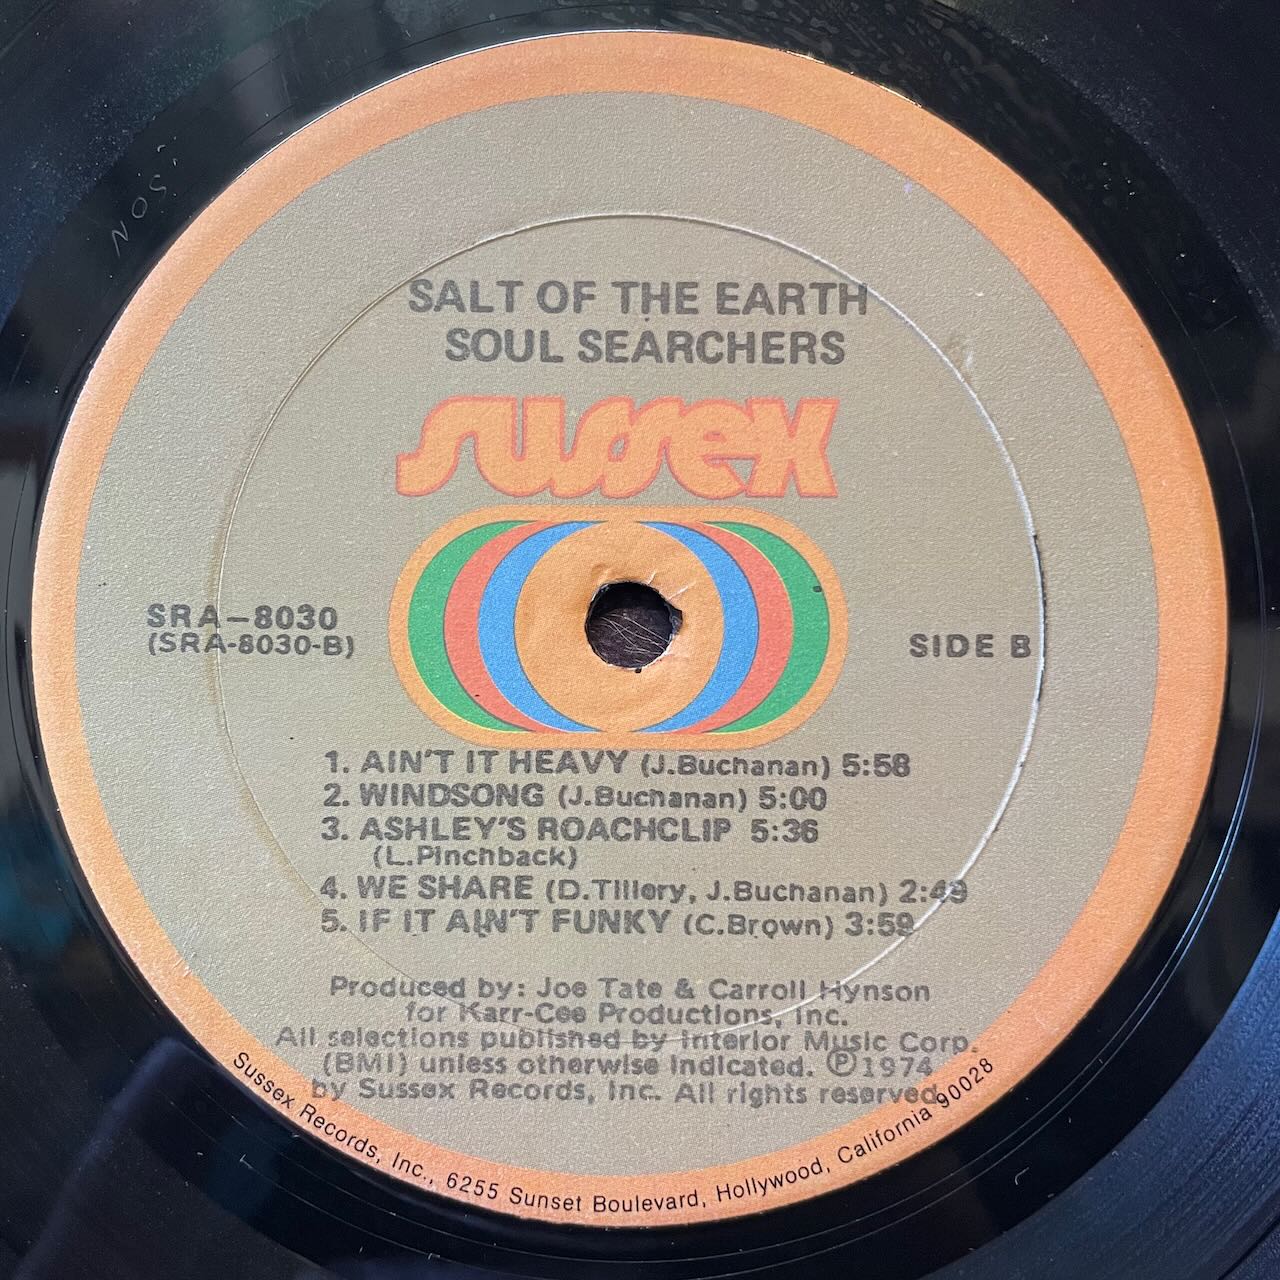 SALT OF THE EARTH
SOUL SEARCHERS
sussex
SRA-8030
(SRA-8030-B)
SIDE B
1. AIN'T IT HEAVY (J.Buchanan) 5:58
2. WINDSONG (J.Buchanan) 5:00
3. ASHLEY'S ROACHCLIP 5:36
(L.Pinchback)
4. WE SHARE (D.Tillery, J.Buchanan) 2:49
5. IF IT AIN'T FUNKY (C.Brown) 3:59
Produced by: Joe Tate & Carroll Hynson
for Karr-Cee Productions, Inc.
All selections published by Interior Music Corp.
(BMI) unless otherwise indicated. ℗1974
by Sussex Records, Inc. All rights reserved.
Sussex Records, Inc., 6255 Sunset Boulevard, Hollywood, California 90028